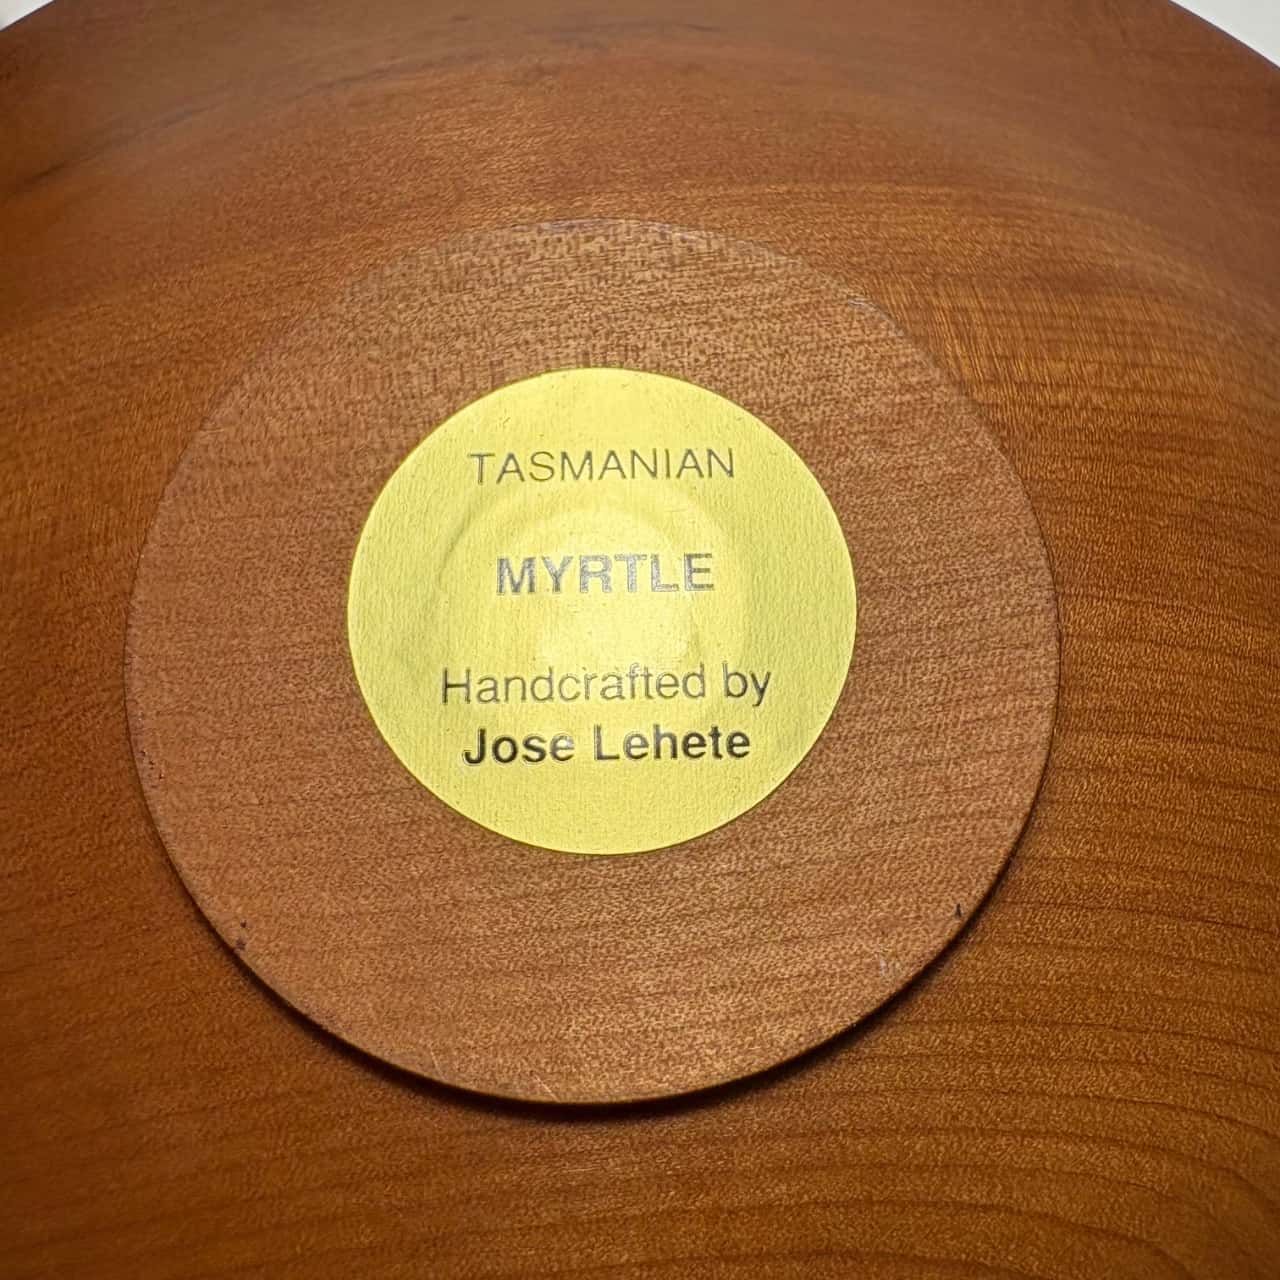 TASMANIAN
MYRTLE
Handcrafted by
Jose Lehete